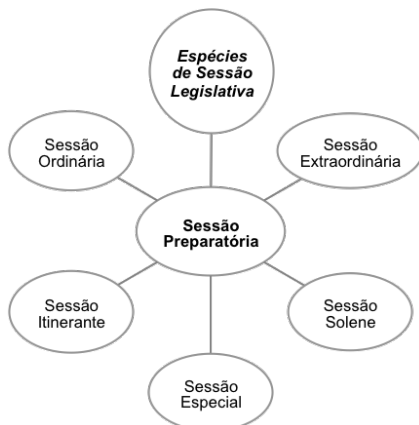 Espécies
de Sessão
Legislativa
Sessão
Ordinária
Sessão
Extraordinária
Sessão
Preparatória
Sessão
Itinerante
Sessão
Solene
Sessão
Especial